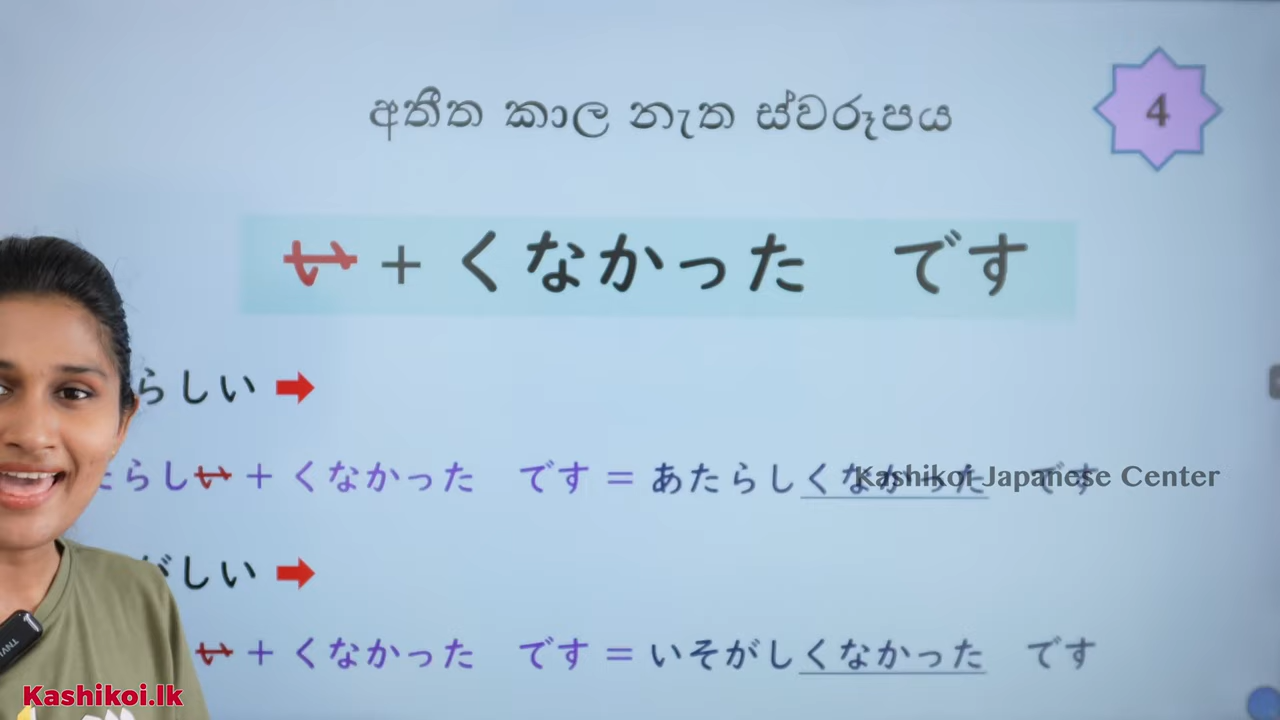 අතීත කාල නැත ස්වරූපය
4
い + くなかった です
らしい
たらしい + くなかった です = あたらしくなかった です
Kashikoi Japanese Center
がしい
い + くなかった です = いそがしくなかった です
Kashikoi.lk